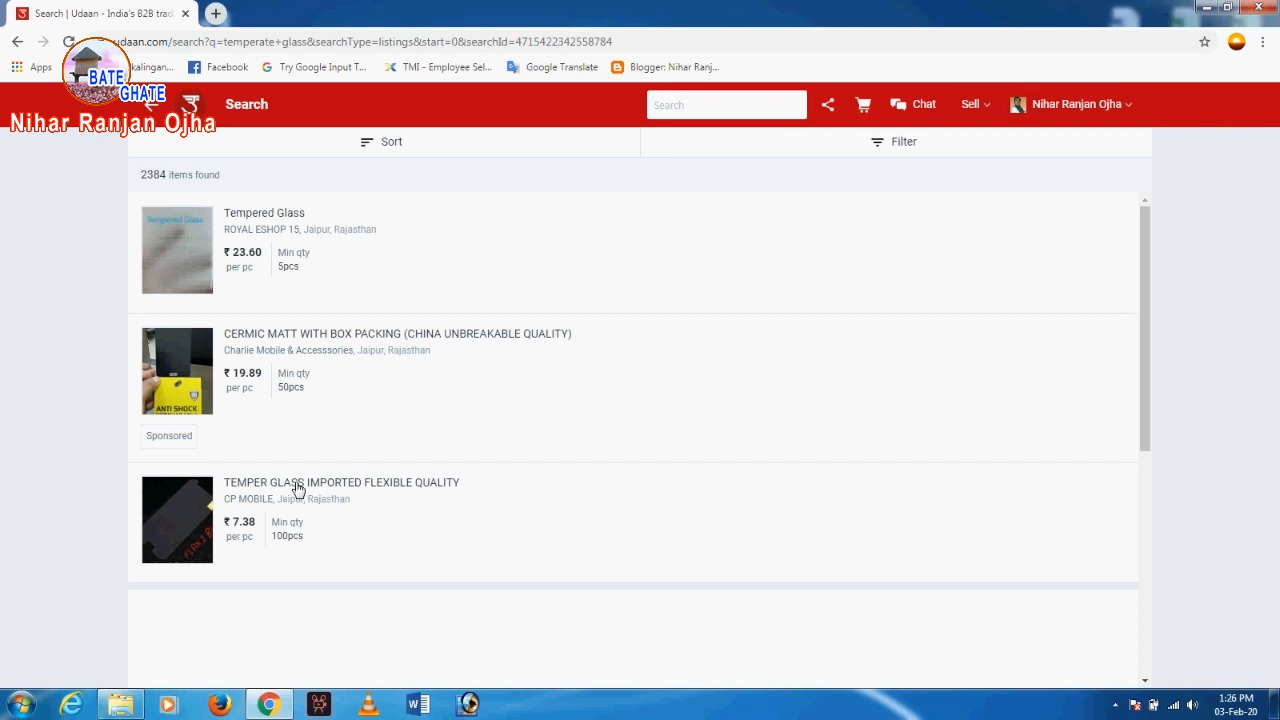 Search | Udaan - India's B2B trad
udaan.com/search?q=temperate+glass&searchType=listings&start=0&searchId=4715422342558784
Apps
kalingan...
Facebook
Try Google Input T...
TMI - Employee Sel...
Google Translate
Blogger: Nihar Ranj...
BATE
GHATE
Nihar Ranjan Ojha
Search
Search
Chat
Sell
Nihar Ranjan Ojha
Sort
Filter
2384 items found
Tempered Glass
Tempered Glass
ROYAL ESHOP 15, Jaipur, Rajasthan
₹ 23.60
per pc
Min qty
5pcs
CERMIC MATT WITH BOX PACKING (CHINA UNBREAKABLE QUALITY)
Charlie Mobile & Accesssories, Jaipur, Rajasthan
₹ 19.89
per pc
Min qty
50pcs
ANTI SHOCK
Sponsored
TEMPER GLASS IMPORTED FLEXIBLE QUALITY
CP MOBILE, Jaipur, Rajasthan
₹ 7.38
per pc
Min qty
100pcs
1:26 PM
03-Feb-20